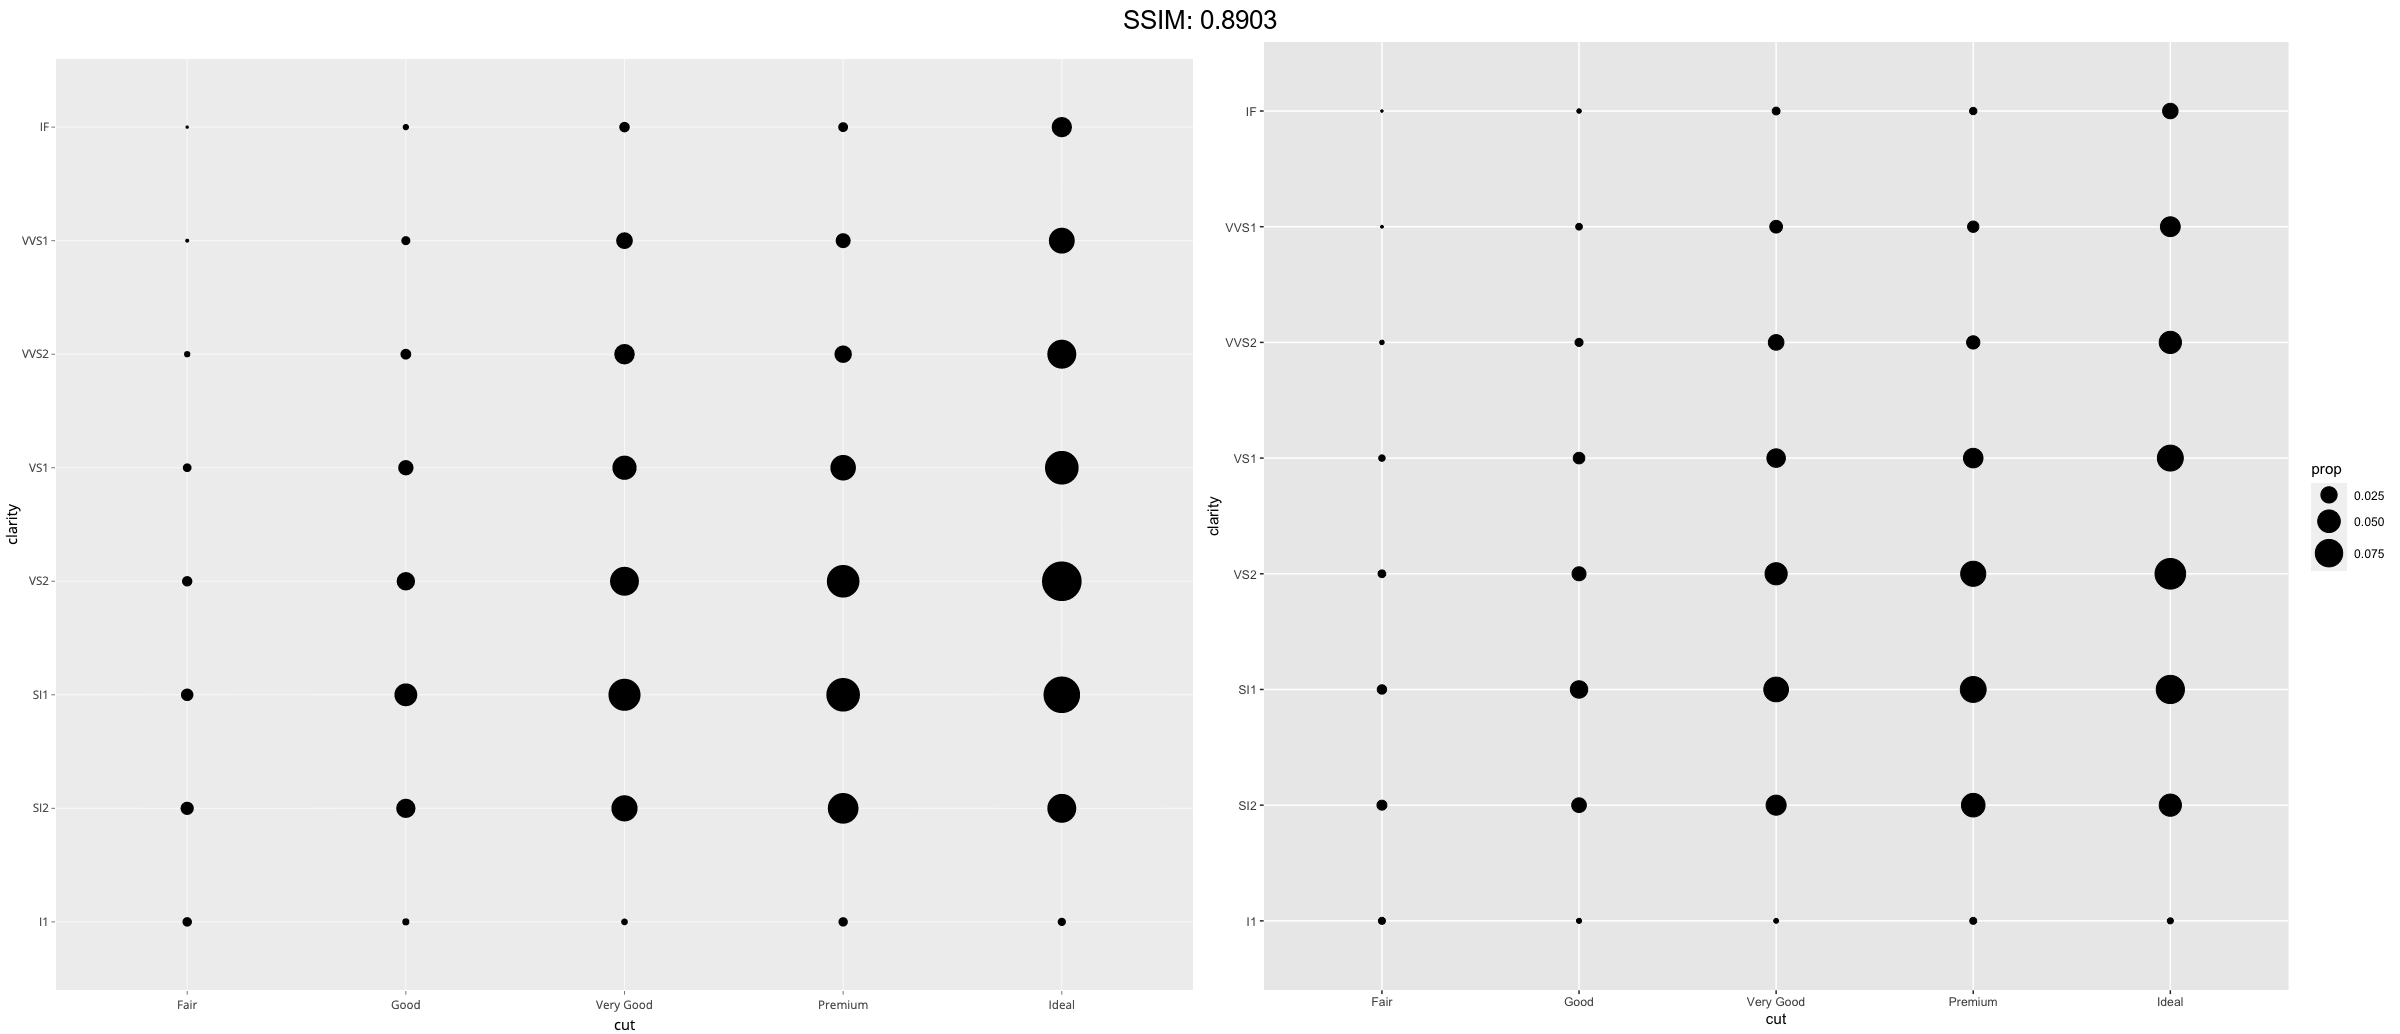 SSIM: 0.8903
clarity
IF
VVS1
VVS2
VS1
VS2
SI1
SI2
I1
Fair Good Very Good Premium Ideal
cut
clarity
IF
VVS1
VVS2
VS1
VS2
SI1
SI2
I1
Fair Good Very Good Premium Ideal
cut
prop
0.025
0.050
0.075